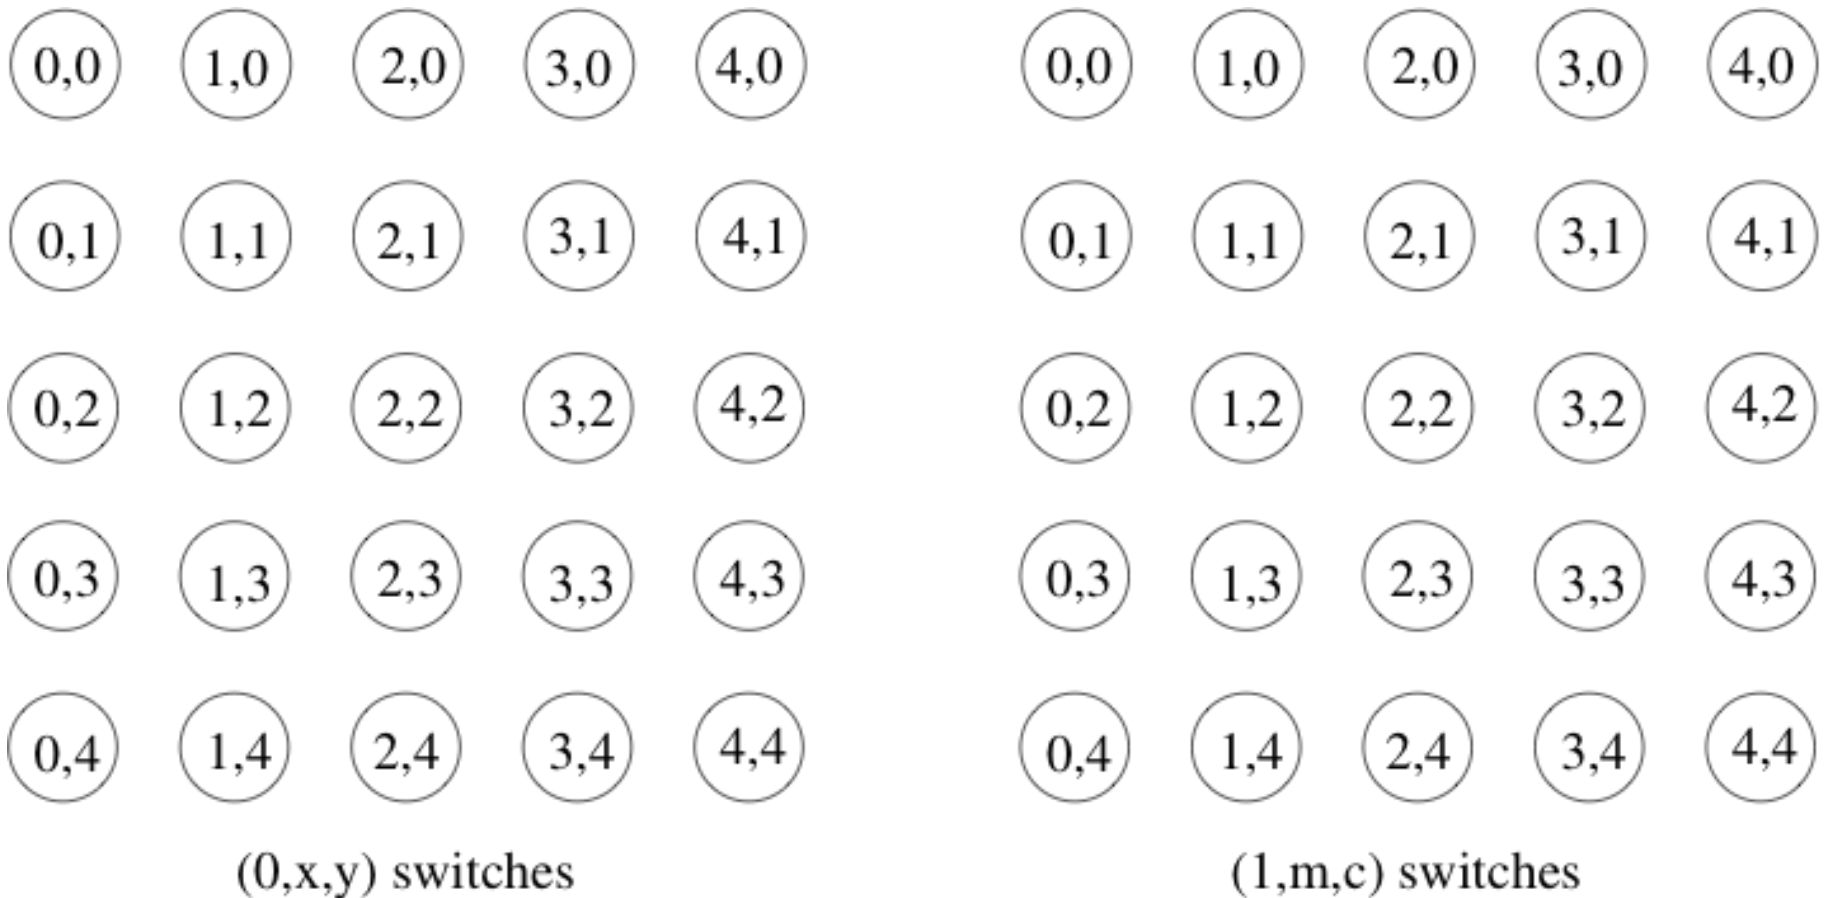 0,0 1,0 2,0 3,0 4,0 0,0 1,0 2,0 3,0 4,0
0,1 1,1 2,1 3,1 4,1 0,1 1,1 2,1 3,1 4,1
0,2 1,2 2,2 3,2 4,2 0,2 1,2 2,2 3,2 4,2
0,3 1,3 2,3 3,3 4,3 0,3 1,3 2,3 3,3 4,3
0,4 1,4 2,4 3,4 4,4 0,4 1,4 2,4 3,4 4,4
(0,x,y) switches (1,m,c) switches